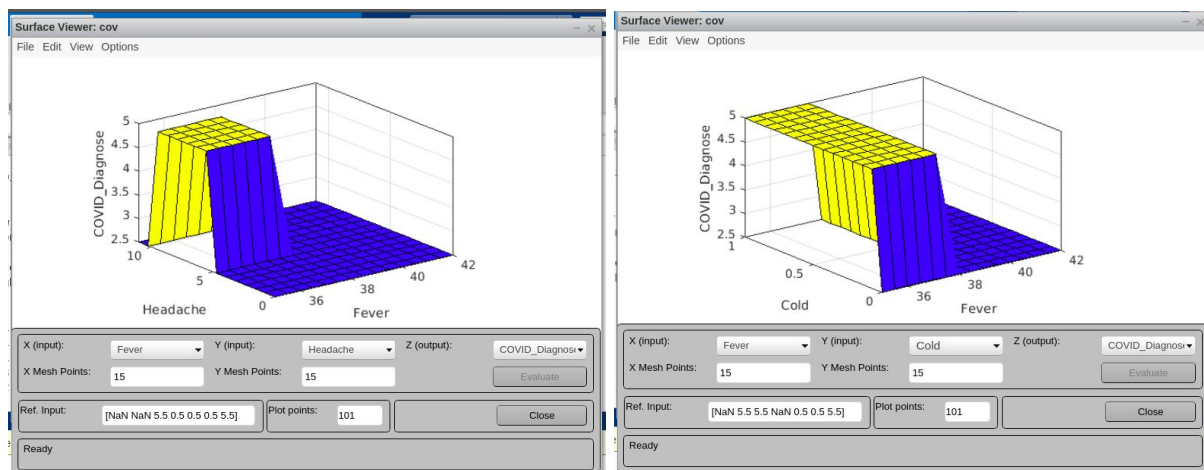 Surface Viewer: cov
File Edit View Options
COVID_Diagnose
5
4.5
4
3.5
3
2.5
10
5
0
Headache
36
38
40
42
Fever
X (input):
Fever
Y (input):
Headache
Z (output):
COVID_Diagnos
X Mesh Points:
15
Y Mesh Points:
15
Evaluate
Ref. Input:
[NaN NaN 5.5 0.5 0.5 0.5 5.5]
Plot points:
101
Close
Ready
Surface Viewer: cov
File Edit View Options
COVID_Diagnose
5
4.5
4
3.5
3
2.5
1
0.5
0
Cold
36
38
40
42
Fever
X (input):
Fever
Y (input):
Cold
Z (output):
COVID_Diagnos
X Mesh Points:
15
Y Mesh Points:
15
Evaluate
Ref. Input:
[NaN 5.5 5.5 NaN 0.5 0.5 5.5]
Plot points:
101
Close
Ready